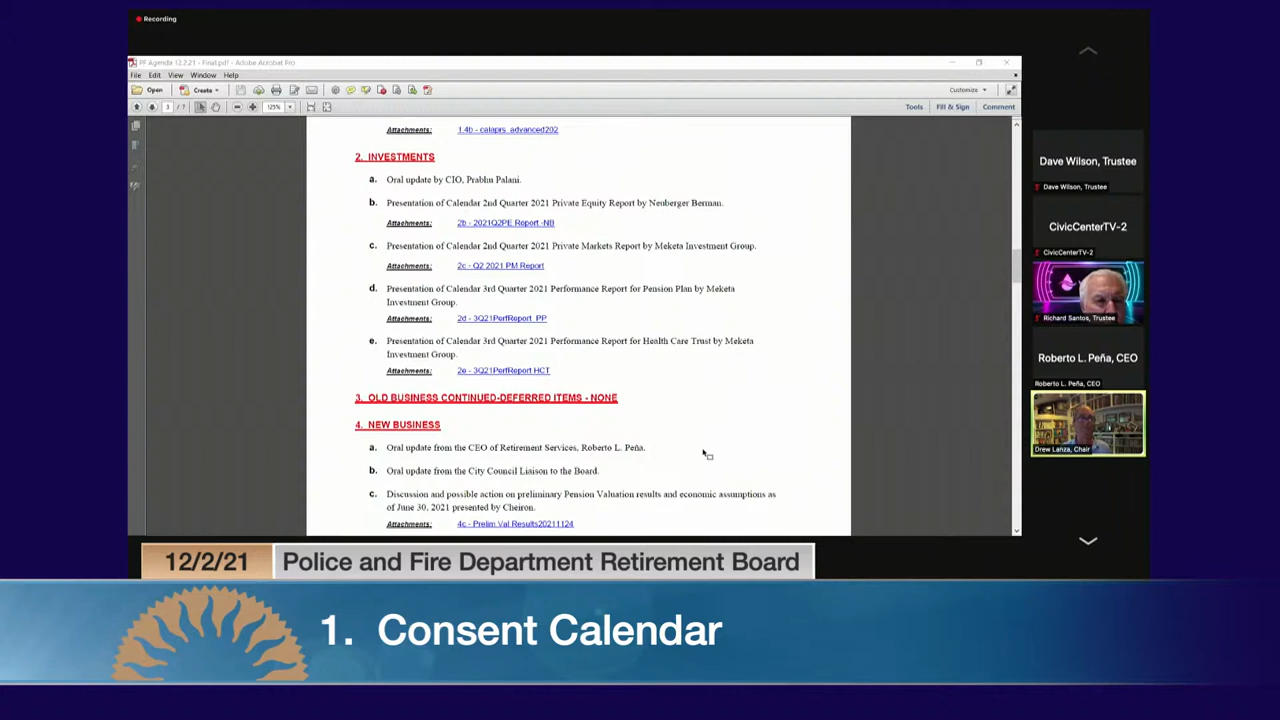 Recording
PF Agenda 12.2.21 - Final.pdf - Adobe Acrobat Pro
File Edit View Window Help
Open Create Customize
3 / 7 125% Tools Fill & Sign Comment
Attachments: 1.4b - calaprs_advanced202
2. INVESTMENTS
a. Oral update by CIO, Prabhu Palani.
b. Presentation of Calendar 2nd Quarter 2021 Private Equity Report by Neuberger Berman.
Attachments: 2b - 2021Q2PE Report -NB
c. Presentation of Calendar 2nd Quarter 2021 Private Markets Report by Meketa Investment Group.
Attachments: 2c - Q2 2021 PM Report
d. Presentation of Calendar 3rd Quarter 2021 Performance Report for Pension Plan by Meketa
Investment Group.
Attachments: 2d - 3Q21PerfReport_PP
e. Presentation of Calendar 3rd Quarter 2021 Performance Report for Health Care Trust by Meketa
Investment Group.
Attachments: 2e - 3Q21PerfReport HCT
3. OLD BUSINESS CONTINUED-DEFERRED ITEMS - NONE
4. NEW BUSINESS
a. Oral update from the CEO of Retirement Services, Roberto L. Peña.
b. Oral update from the City Council Liaison to the Board.
c. Discussion and possible action on preliminary Pension Valuation results and economic assumptions as
of June 30, 2021 presented by Cheiron.
Attachments: 4c - Prelim Val Results20211124
Dave Wilson, Trustee
Dave Wilson, Trustee
CivicCenterTV-2
CivicCenterTV-2
Richard Santos, Trustee
Roberto L. Peña, CEO
Roberto L. Peña, CEO
Drew Lanza, Chair
12/2/21 Police and Fire Department Retirement Board
1. Consent Calendar